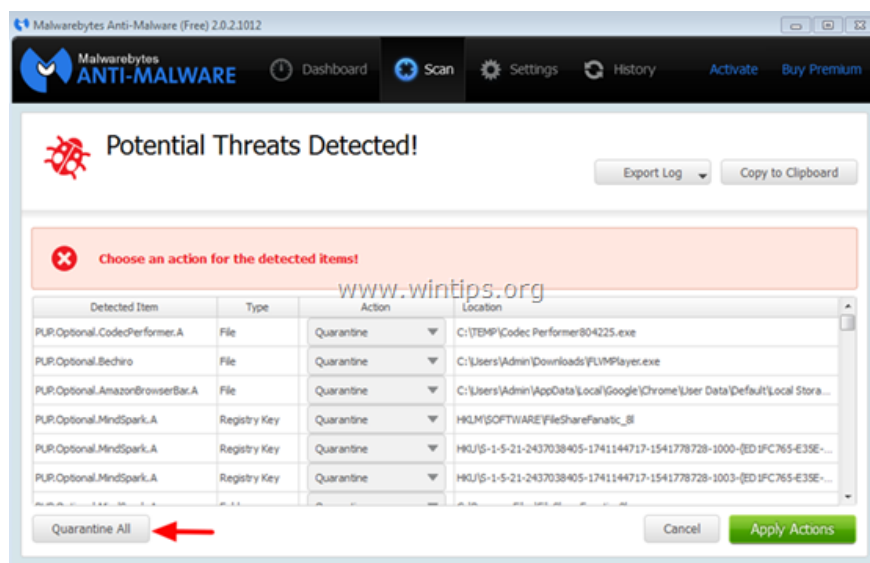 Malwarebytes Anti-Malware (Free) 2.0.2.1012
Malwarebytes
ANTI-MALWARE
Dashboard Scan Settings History Activate Buy Premium
Potential Threats Detected!
Export Log Copy to Clipboard
Choose an action for the detected items!
www.wintips.org
Detected Item Type Action Location
PUP.Optional.CodecPerformer.A File Quarantine C:\TEMP\Codec Performer804225.exe
PUP.Optional.Bechiro File Quarantine C:\Users\Admin\Downloads\FLVMPlayer.exe
PUP.Optional.AmazonBrowserBar.A File Quarantine C:\Users\Admin\AppData\Local\Google\Chrome\User Data\Default\Local Stora...
PUP.Optional.MindSpark.A Registry Key Quarantine HKLM\SOFTWARE\FileShareFanatic_8l
PUP.Optional.MindSpark.A Registry Key Quarantine HKU\S-1-5-21-2437038405-1741144717-1541778728-1000-{ED1FC765-E35E-...
PUP.Optional.MindSpark.A Registry Key Quarantine HKU\S-1-5-21-2437038405-1741144717-1541778728-1003-{ED1FC765-E35E-...
Quarantine All Cancel Apply Actions